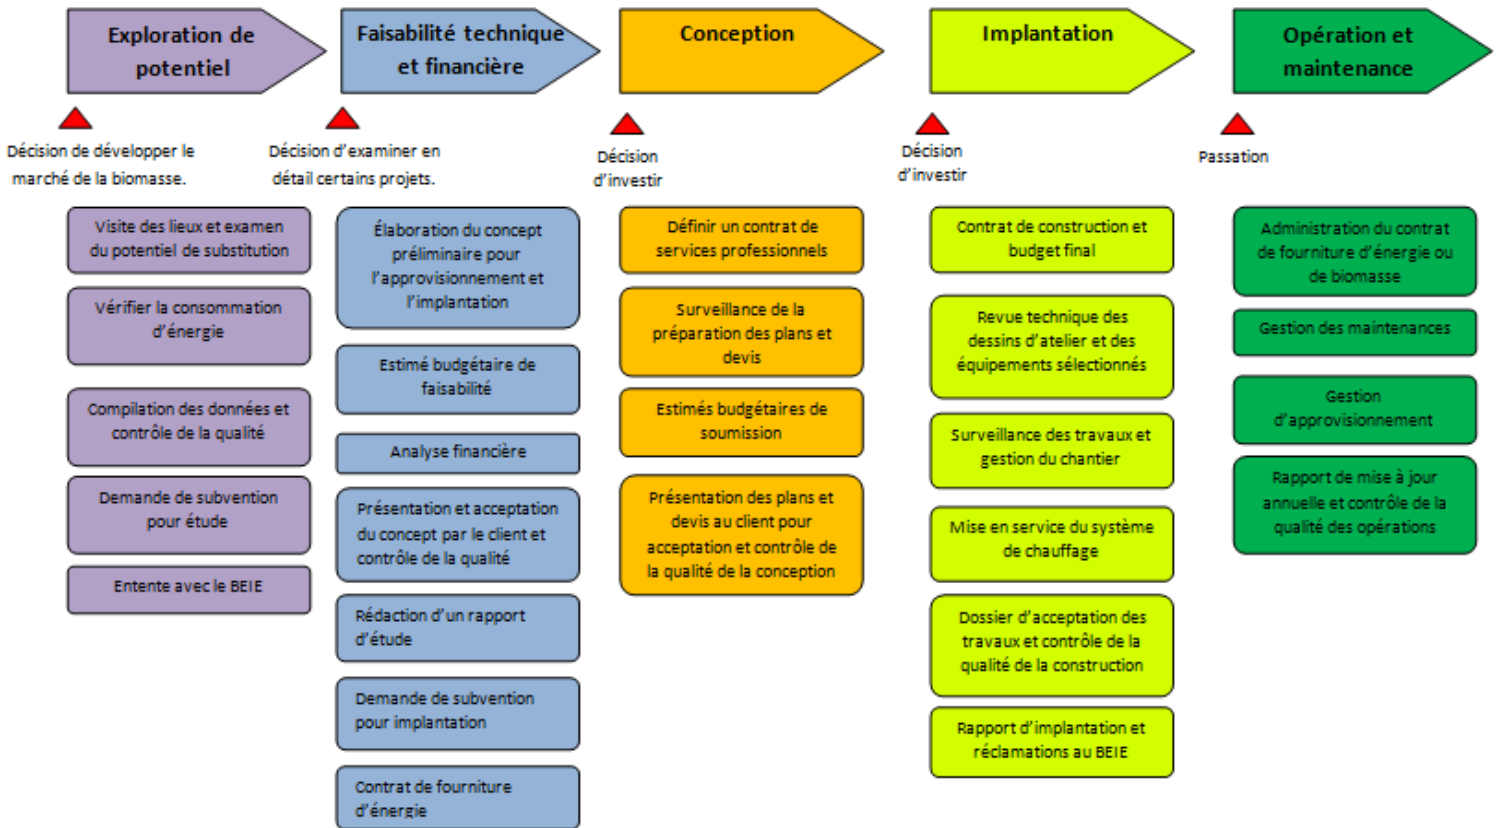 Exploration de
potentiel
Faisabilité technique
et financière
Conception
Implantation
Opération et
maintenance
Décision de développer le
marché de la biomasse.
Décision d'examiner en
détail certains projets.
Décision
d'investir
Décision
d'investir
Passation
Visite des lieux et examen
du potentiel de substitution
Vérifier la consommation
d'énergie
Compilation des données et
contrôle de la qualité
Demande de subvention
pour étude
Entente avec le BEIE
Élaboration du concept
préliminaire pour
l'approvisionnement et
l'implantation
Estimé budgétaire de
faisabilité
Analyse financière
Présentation et acceptation
du concept par le client et
contrôle de la qualité
Rédaction d'un rapport
d'étude
Demande de subvention
pour implantation
Contrat de fourniture
d'énergie
Définir un contrat de
services professionnels
Surveillance de la
préparation des plans et
devis
Estimés budgétaires de
soumission
Présentation des plans et
devis au client pour
acceptation et contrôle de
la qualité de la conception
Contrat de construction et
budget final
Revue technique des
dessins d'atelier et des
équipements sélectionnés
Surveillance des travaux et
gestion du chantier
Mise en service du système
de chauffage
Dossier d'acceptation des
travaux et contrôle de la
qualité de la construction
Rapport d'implantation et
réclamations au BEIE
Administration du contrat
de fourniture d'énergie ou
de biomasse
Gestion des maintenances
Gestion
d'approvisionnement
Rapport de mise à jour
annuelle et contrôle de la
qualité des opérations